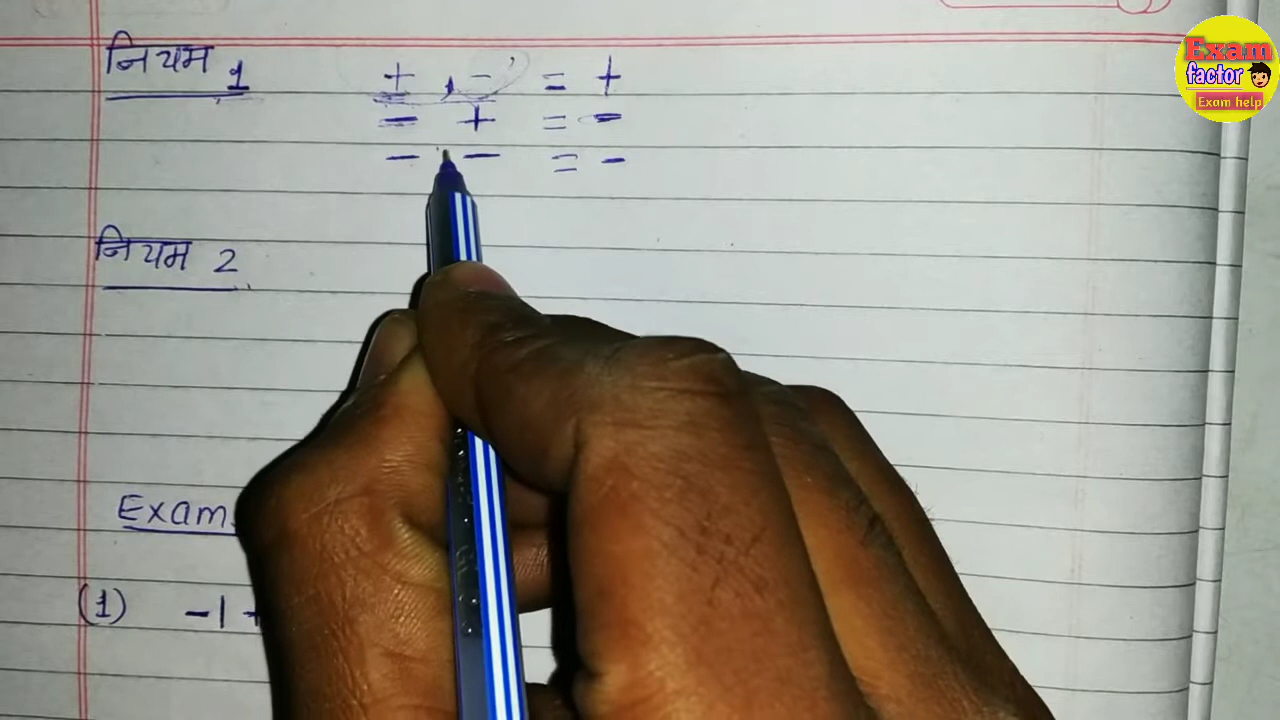 Exam
factor
Exam help
नियम 1
+ , - = +
- + = -
- - = -
नियम 2
Exam
(1) -1 +